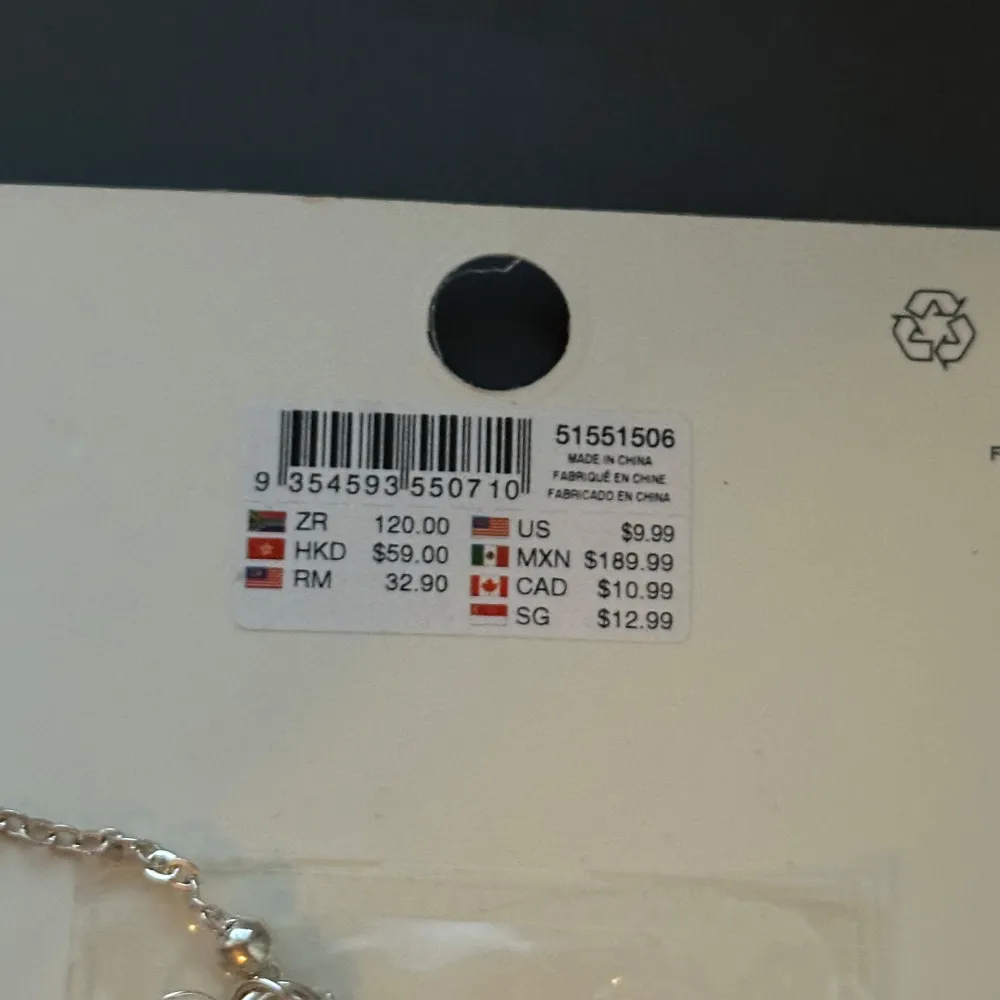 9 354593 550710
51551506
MADE IN CHINA
FABRIQUÉ EN CHINE
FABRICADO EN CHINA
ZR 120.00
HKD $59.00
RM 32.90
US $9.99
MXN $189.99
CAD $10.99
SG $12.99